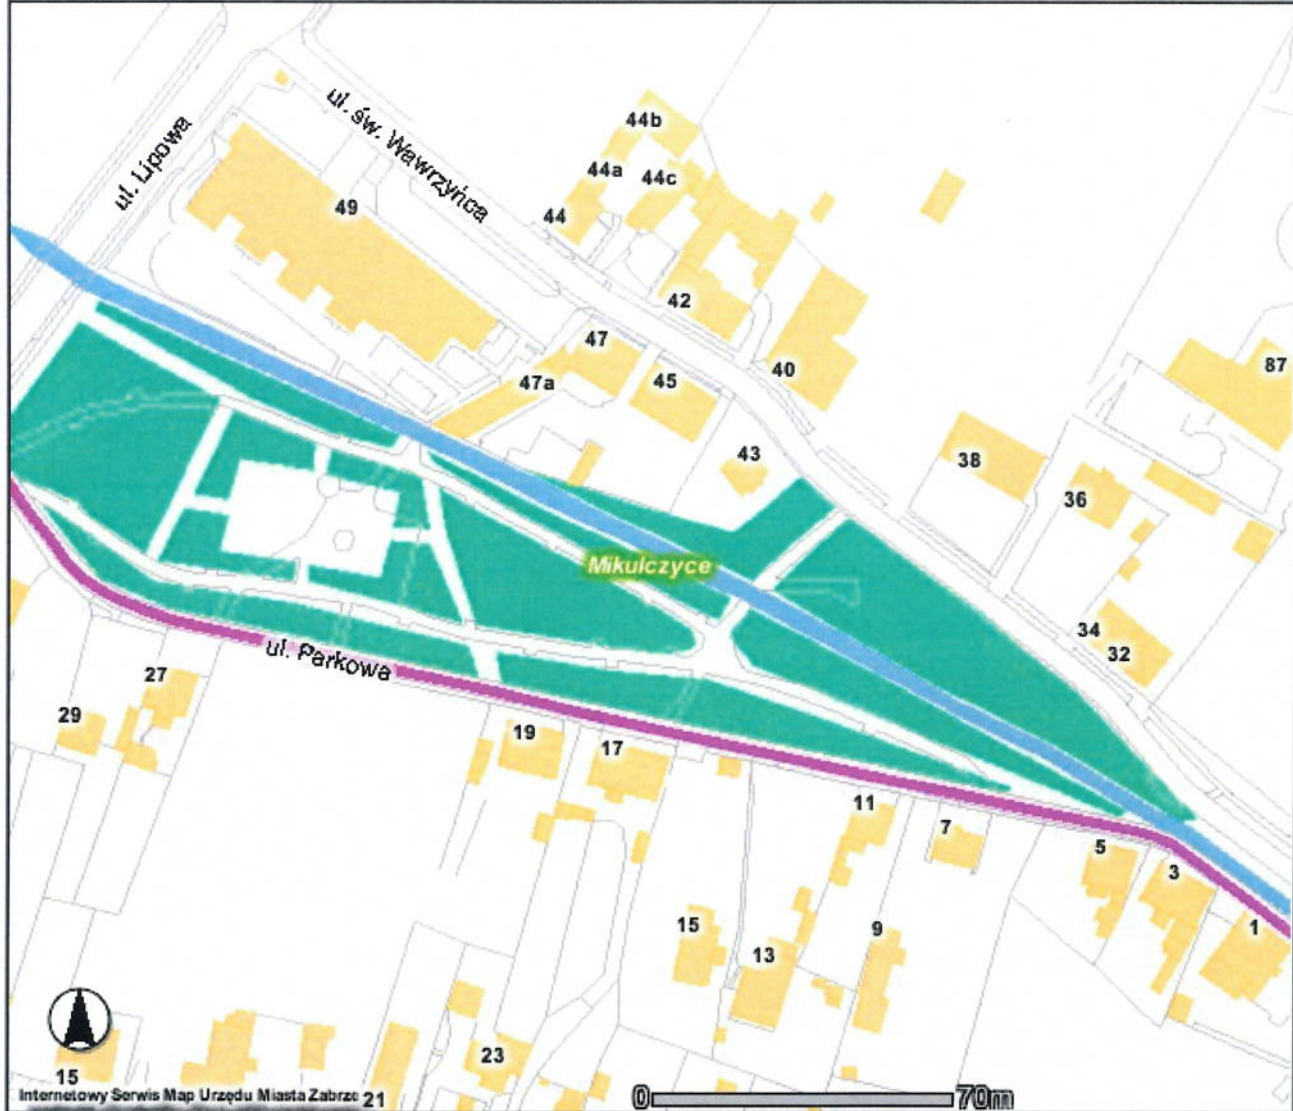 ul. Lipowa
ul. św. Wawrzyńca
44b
44a
44c
44
49
42
47
47a
45
40
87
43
38
36
Mikulczyce
34
32
ul. Parkowa
27
29
19
17
11
7
5
3
15
9
1
13
23
15
Internetowy Serwis Map Urzędu Miasta Zabrze
21
0
70m